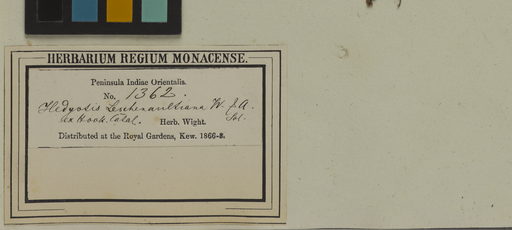 HERBARIUM REGIUM MONACENSE.
Peninsula Indiae Orientalis.
No. 1362.
Hedyotis Leschenaultiana W. & A.
ex Hook. Catal. Herb. Wight.
Distributed at the Royal Gardens, Kew. 1866-8.